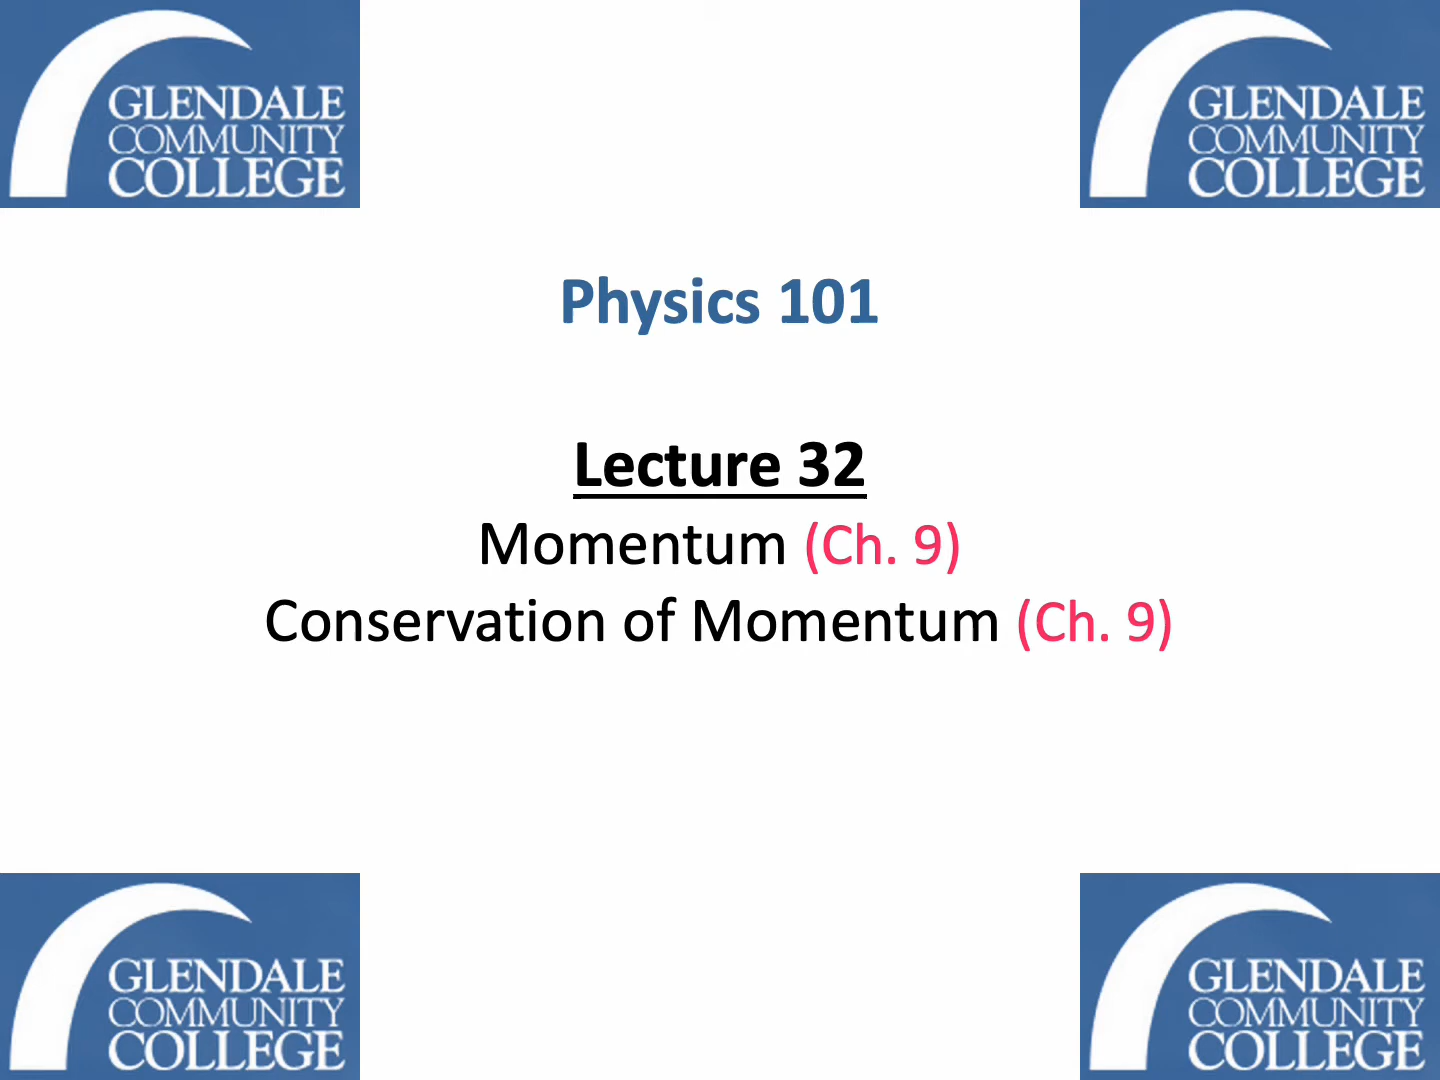 GLENDALE
COMMUNITY
COLLEGE
GLENDALE
COMMUNITY
COLLEGE
Physics 101
Lecture 32
Momentum (Ch. 9)
Conservation of Momentum (Ch. 9)
GLENDALE
COMMUNITY
COLLEGE
GLENDALE
COMMUNITY
COLLEGE